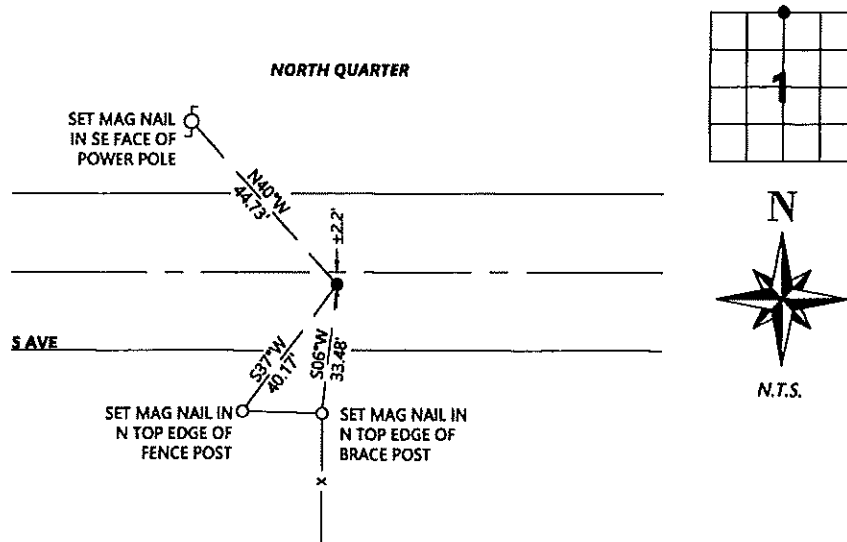 NORTH QUARTER
1
SET MAG NAIL
IN SE FACE OF
POWER POLE
N40°W
44.73'
±2.2'
N
S AVE
S37°W
40.17'
S06°W
33.48'
N.T.S.
SET MAG NAIL IN
N TOP EDGE OF
FENCE POST
SET MAG NAIL IN
N TOP EDGE OF
BRACE POST
x